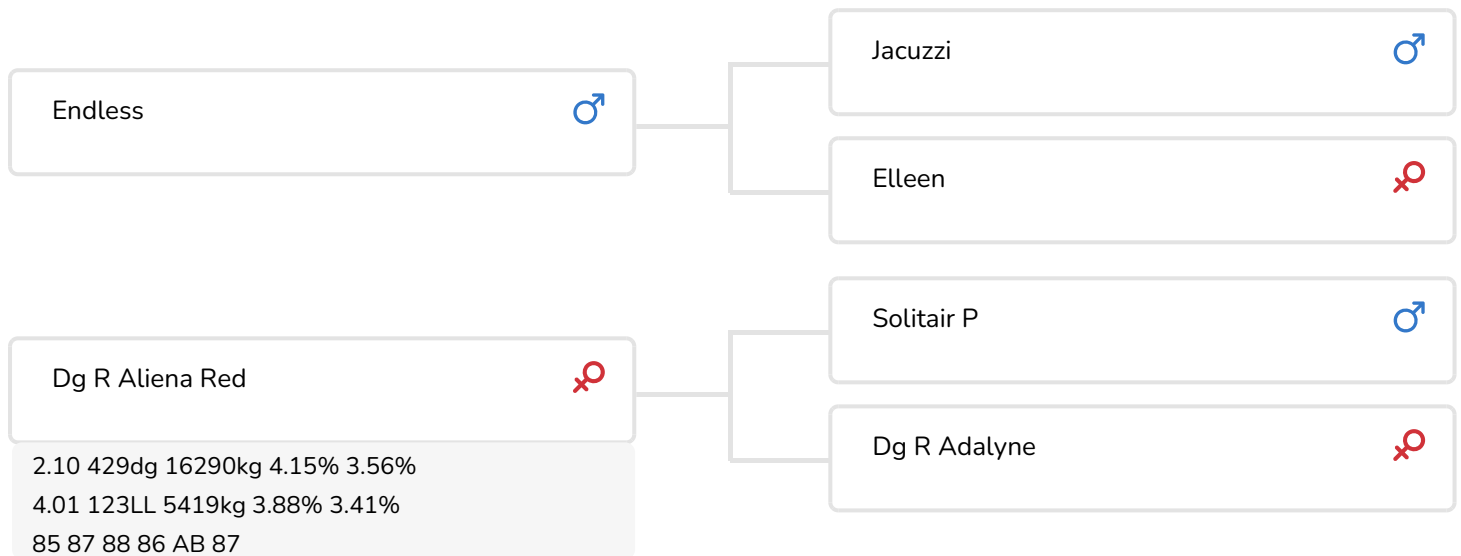 Endless
Jacuzzi
Elleen
Dg R Aliena Red
2.10 429dg 16290kg 4.15% 3.56%
4.01 123LL 5419kg 3.88% 3.41%
85 87 88 86 AB 87
Solitair P
Dg R Adalyne